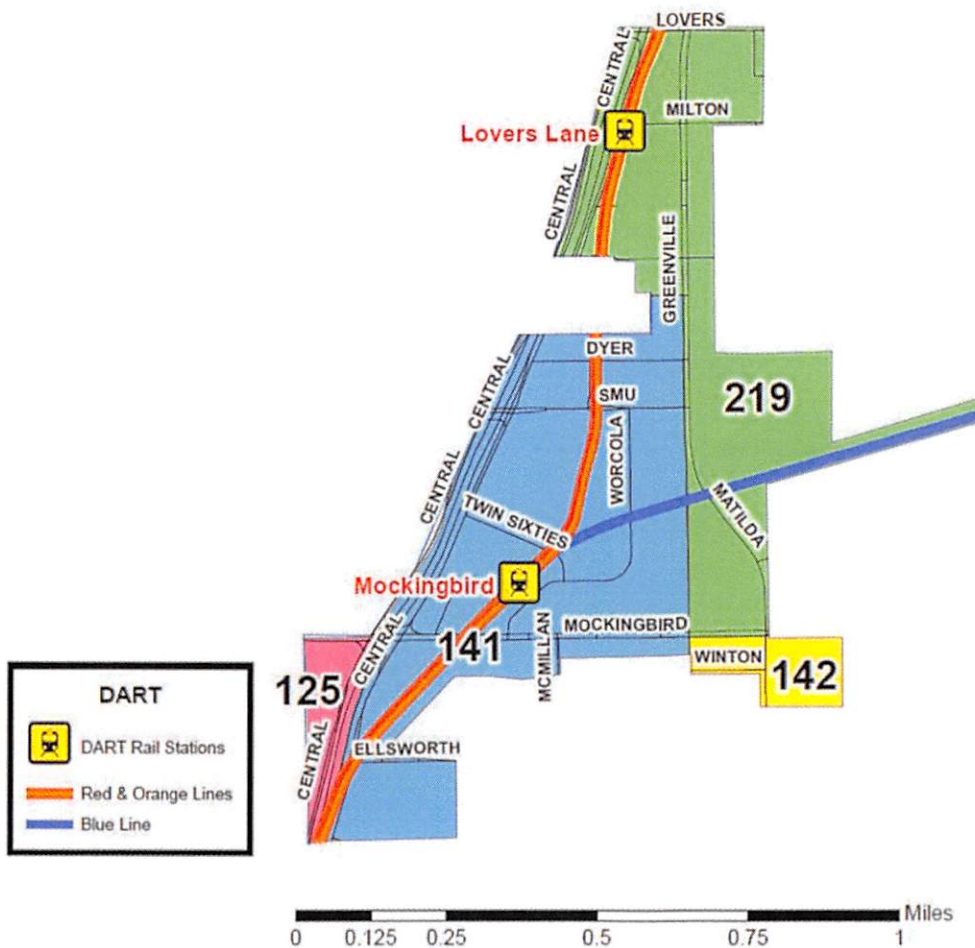 LOVERS
CENTRAL
MILTON
Lovers Lane
CENTRAL
GREENVILLE
DYER
CENTRAL
SMU
219
WORCOLA
CENTRAL
TWIN SIXTIES
MATILDA
Mockingbird
MOCKINGBIRD
CENTRAL
141
MCMILLAN
WINTON
142
125
ELLSWORTH
CENTRAL
DART
DART Rail Stations
Red & Orange Lines
Blue Line
Miles
0 0.125 0.25 0.5 0.75 1